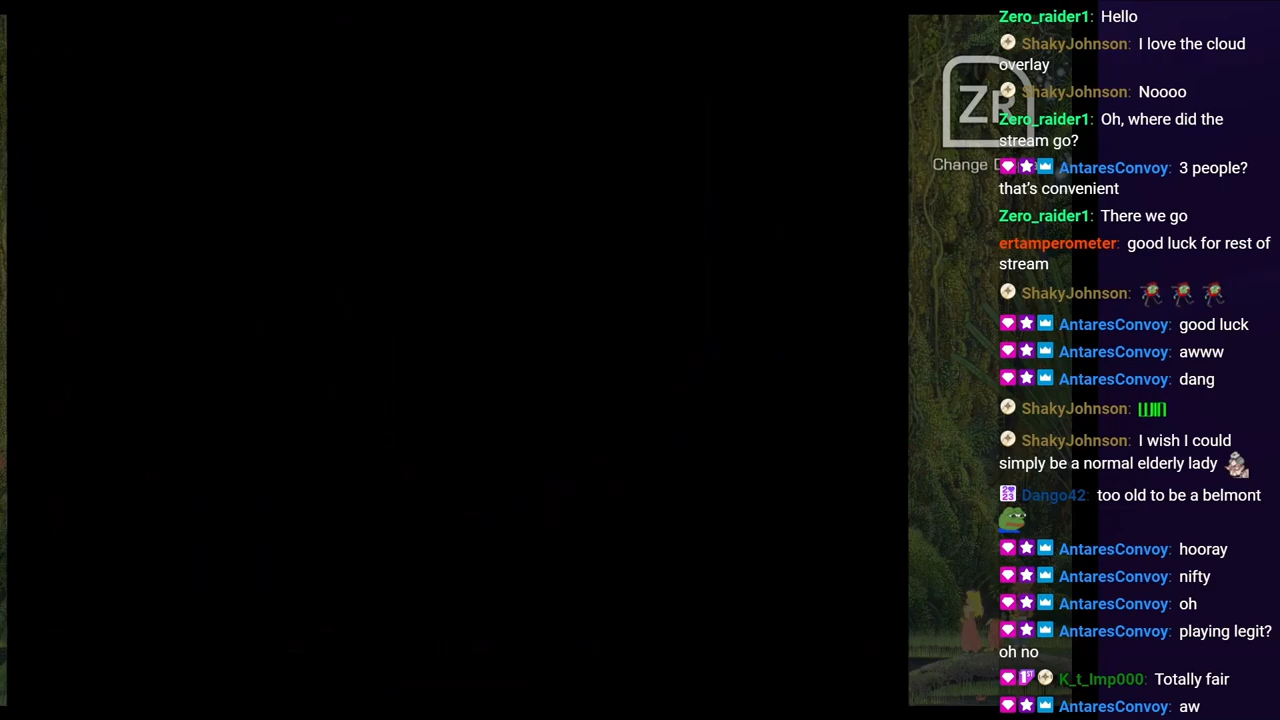 Zero_raider1: Hello
ShakyJohnson: I love the cloud
overlay
ShakyJohnson: Noooo
ZR
Zero_raider1: Oh, where did the
stream go?
Change
AntaresConvoy: 3 people?
that's convenient
Zero_raider1: There we go
ertamperometer: good luck for rest of
stream
ShakyJohnson:
AntaresConvoy: good luck
AntaresConvoy: awww
AntaresConvoy: dang
ShakyJohnson:
ShakyJohnson: I wish I could
simply be a normal elderly lady
Dango42: too old to be a belmont
AntaresConvoy: hooray
AntaresConvoy: nifty
AntaresConvoy: oh
AntaresConvoy: playing legit?
oh no
K_t_Imp000: Totally fair
AntaresConvoy: aw